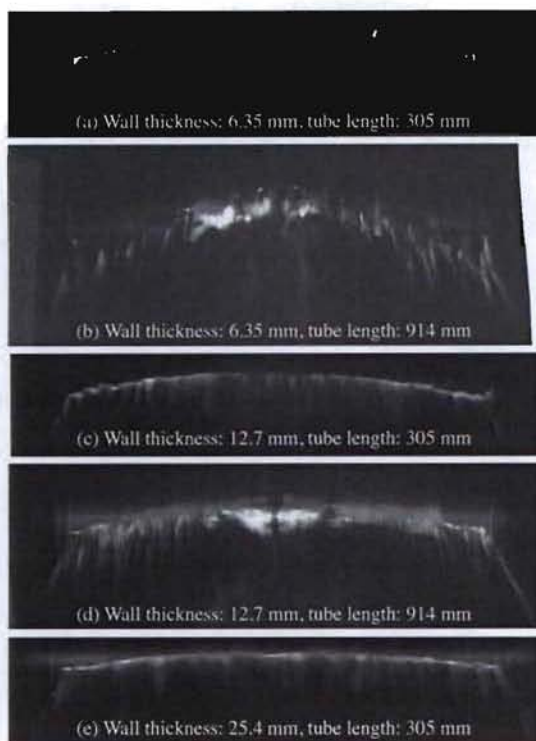 (a) Wall thickness: 6.35 mm, tube length: 305 mm
(b) Wall thickness: 6.35 mm, tube length: 914 mm
(c) Wall thickness: 12.7 mm, tube length: 305 mm
(d) Wall thickness: 12.7 mm, tube length: 914 mm
(e) Wall thickness: 25.4 mm, tube length: 305 mm